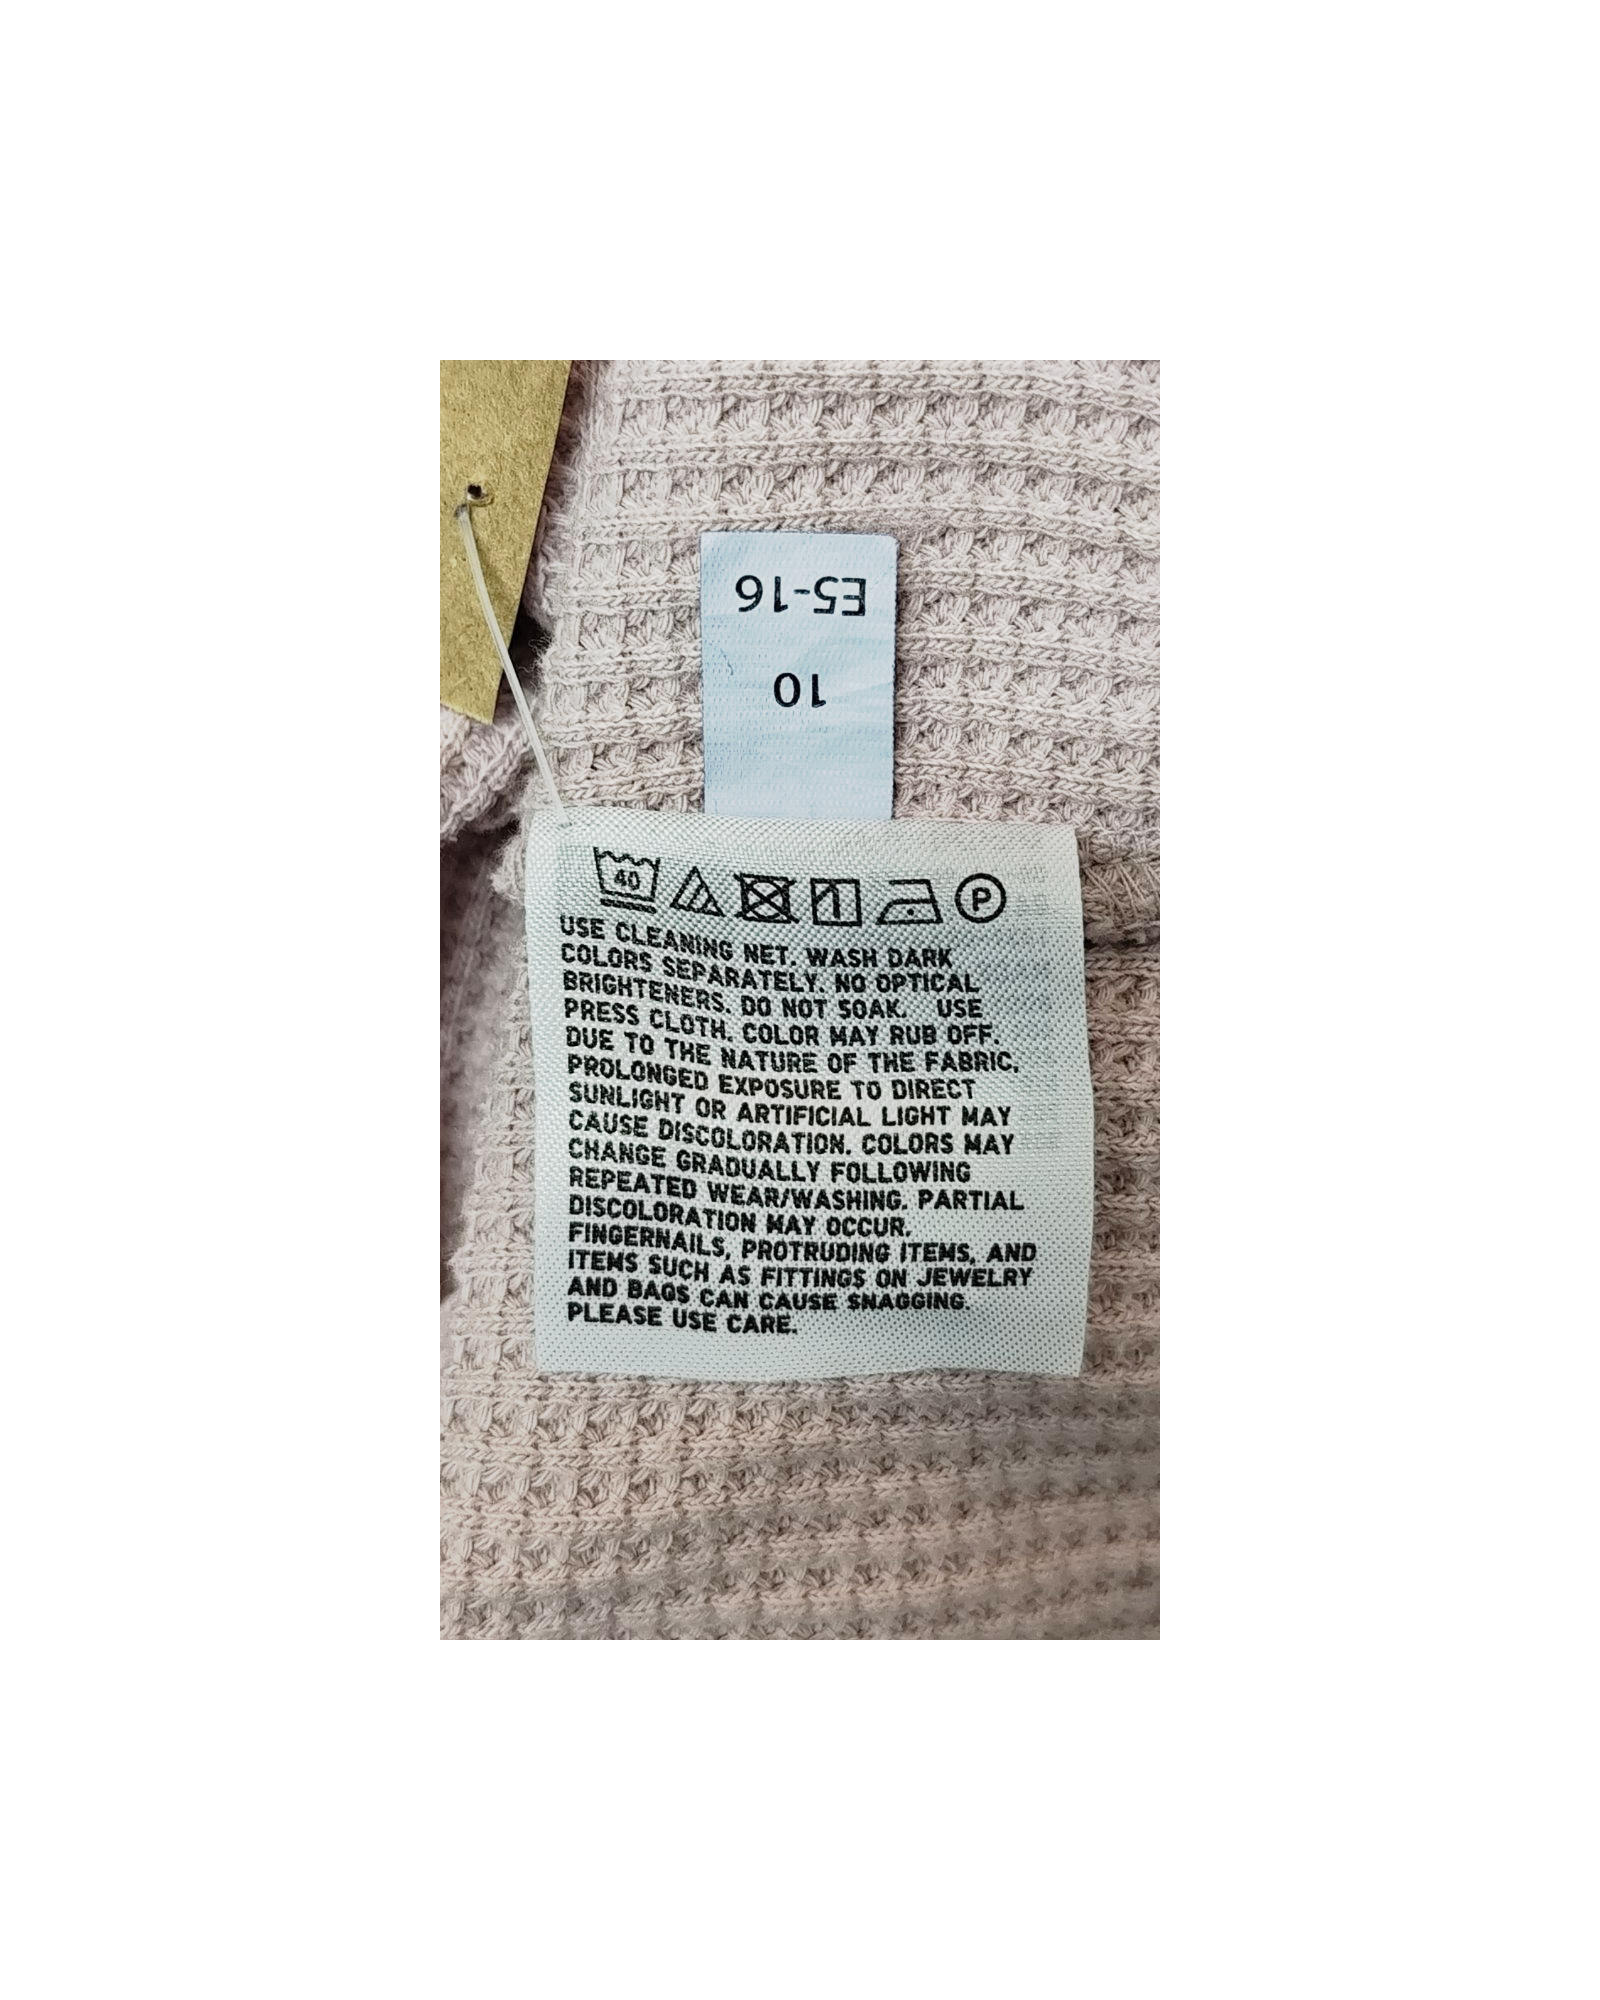 E5-16
10
40
P
USE CLEANING NET. WASH DARK
COLORS SEPARATELY. NO OPTICAL
BRIGHTENERS. DO NOT SOAK. USE
PRESS CLOTH. COLOR MAY RUB OFF.
DUE TO THE NATURE OF THE FABRIC,
PROLONGED EXPOSURE TO DIRECT
SUNLIGHT OR ARTIFICIAL LIGHT MAY
CAUSE DISCOLORATION. COLORS MAY
CHANGE GRADUALLY FOLLOWING
REPEATED WEAR/WASHING. PARTIAL
DISCOLORATION MAY OCCUR.
FINGERNAILS, PROTRUDING ITEMS, AND
ITEMS SUCH AS FITTINGS ON JEWELRY
AND BAGS CAN CAUSE SNAGGING.
PLEASE USE CARE.